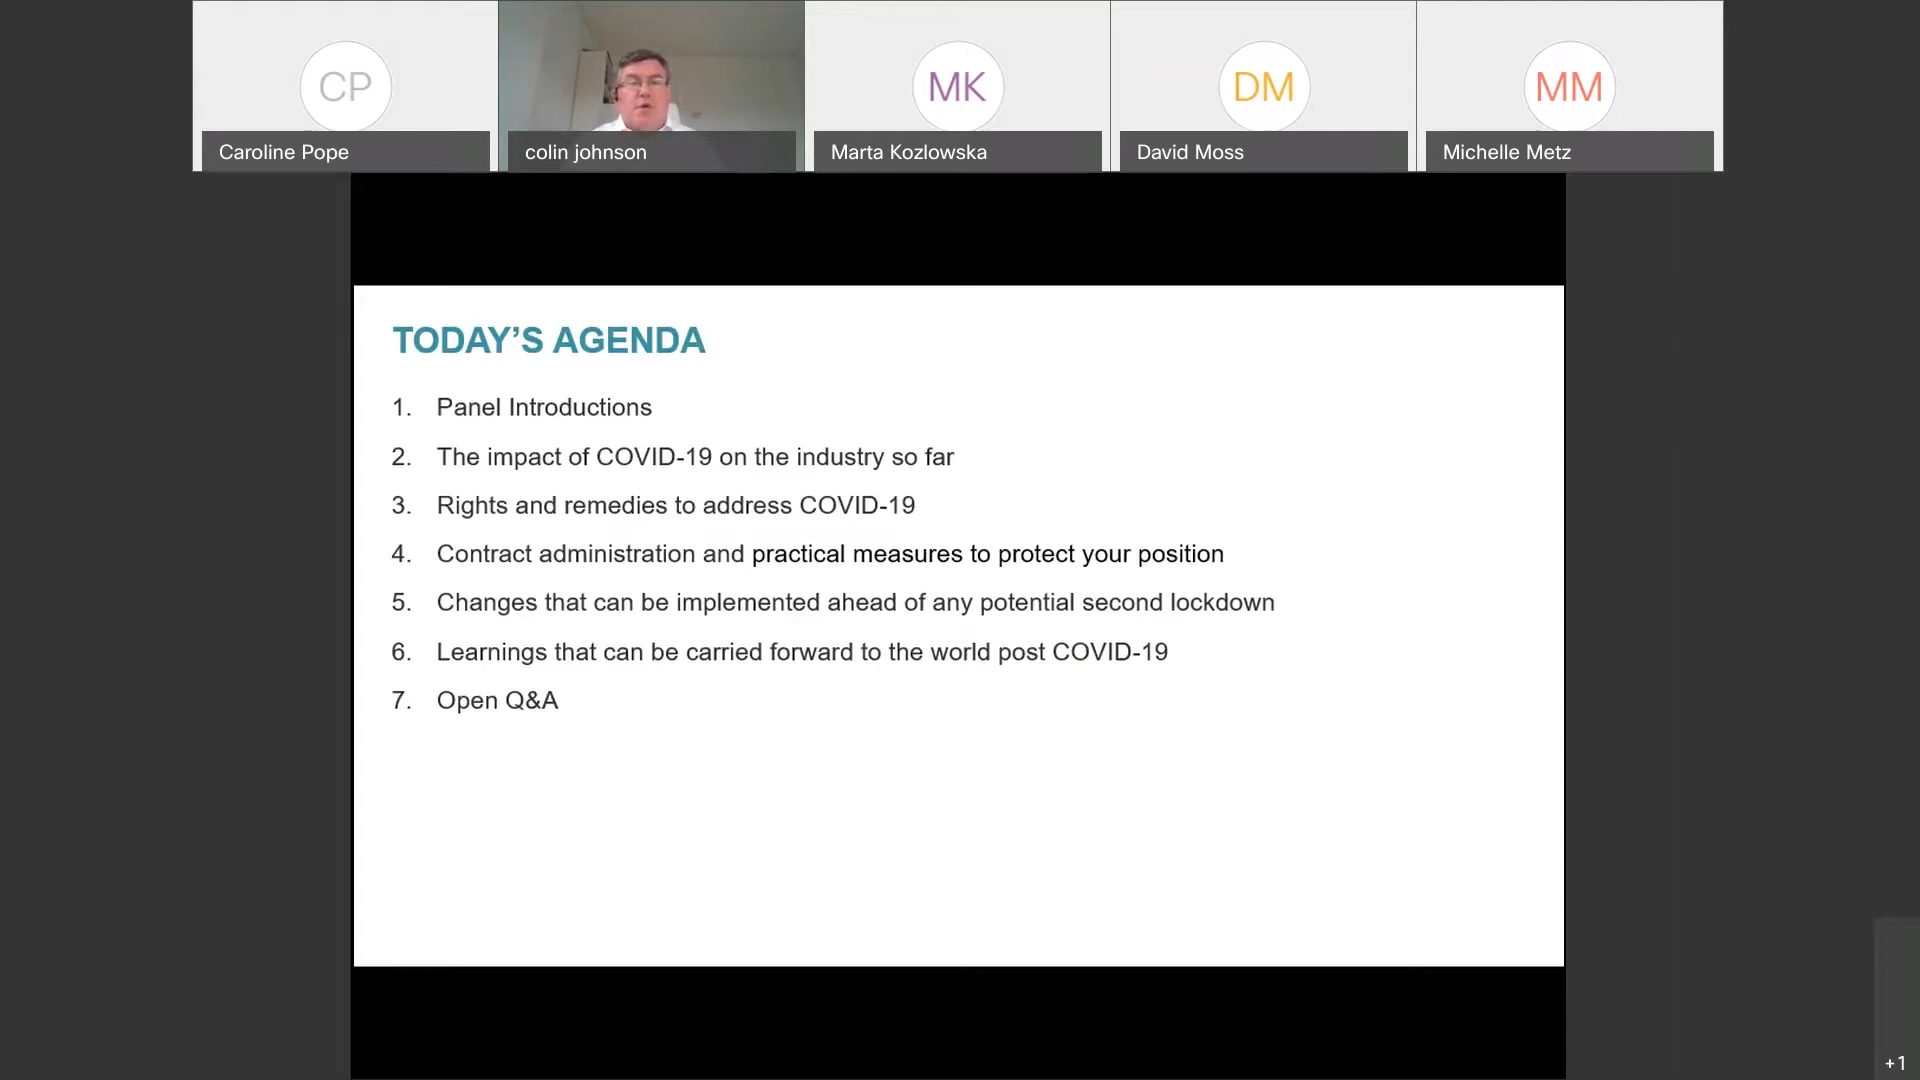 CP
MK
DM
MM
Caroline Pope
colin johnson
Marta Kozlowska
David Moss
Michelle Metz
TODAY’S AGENDA
1. Panel Introductions
2. The impact of COVID-19 on the industry so far
3. Rights and remedies to address COVID-19
4. Contract administration and practical measures to protect your position
5. Changes that can be implemented ahead of any potential second lockdown
6. Learnings that can be carried forward to the world post COVID-19
7. Open Q&A
+1